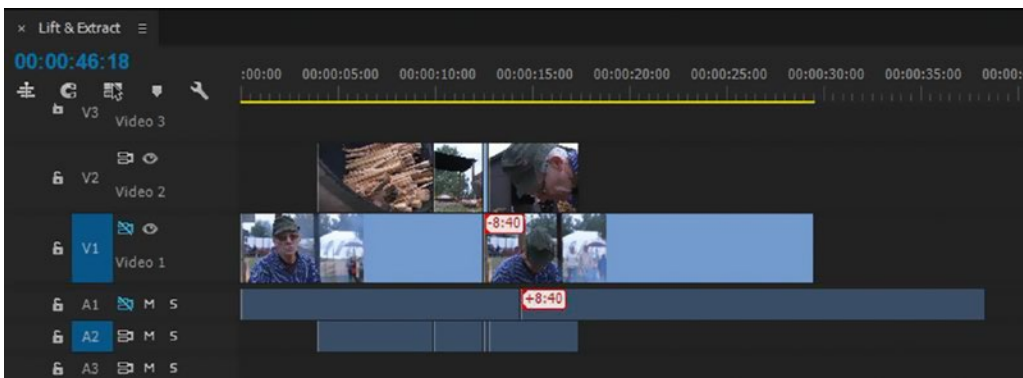 × Lift & Extract ≡
00:00:46:18
:00:00 00:00:05:00 00:00:10:00 00:00:15:00 00:00:20:00 00:00:25:00 00:00:30:00 00:00:35:00 00:00:
V3 Video 3
V2 Video 2
-8:40
V1 Video 1
A1 M S +8:40
A2 M S
A3 M S